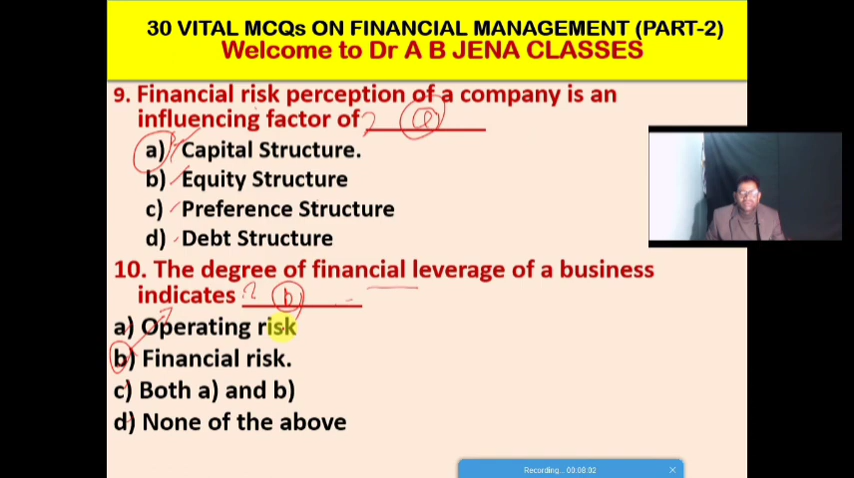 30 VITAL MCQs ON FINANCIAL MANAGEMENT (PART-2)
Welcome to Dr A B JENA CLASSES
9. Financial risk perception of a company is an
influencing factor of ? __________ (a)
a) Capital Structure.
b) Equity Structure
c) Preference Structure
d) Debt Structure
10. The degree of financial leverage of a business
indicates ? __________ (b)
a) Operating risk
b) Financial risk.
c) Both a) and b)
d) None of the above
Recording... 00:08:02